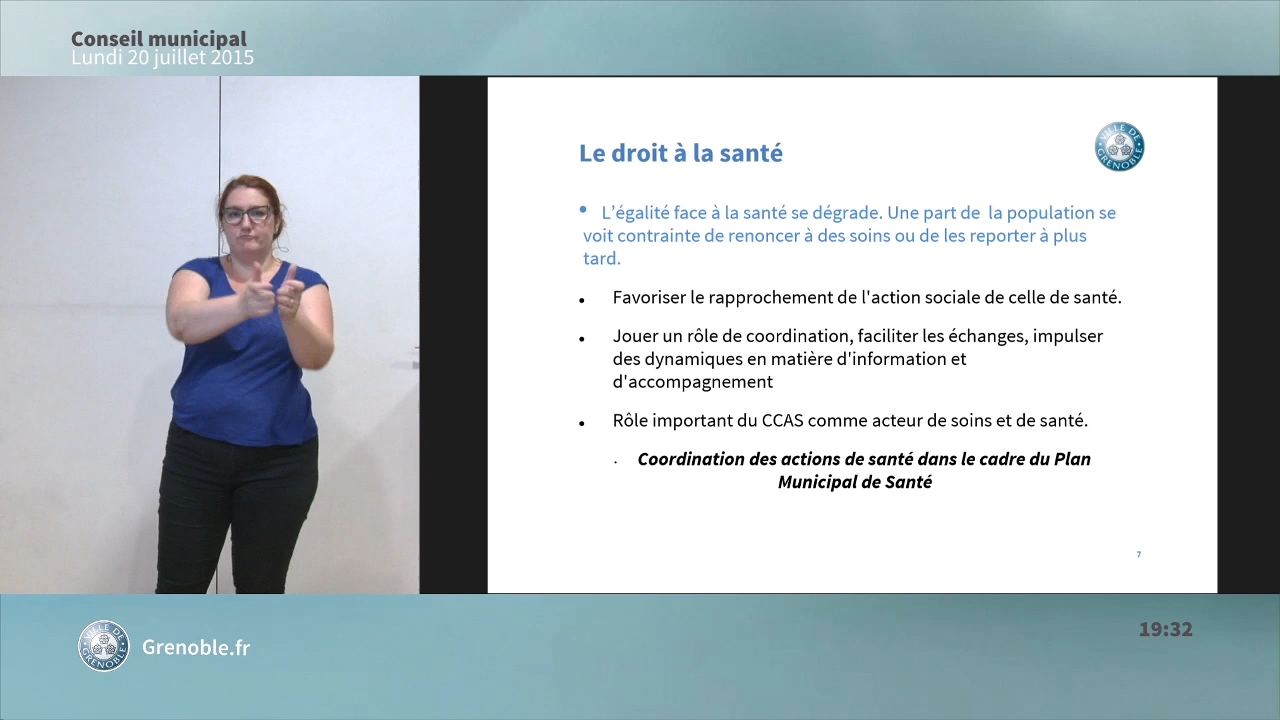 Conseil municipal
Lundi 20 juillet 2015
Le droit à la santé
VILLE DE GRENOBLE
• L’égalité face à la santé se dégrade. Une part de  la population se
voit contrainte de renoncer à des soins ou de les reporter à plus
tard.
• Favoriser le rapprochement de l'action sociale de celle de santé.
• Jouer un rôle de coordination, faciliter les échanges, impulser
des dynamiques en matière d'information et
d'accompagnement
• Rôle important du CCAS comme acteur de soins et de santé.
· Coordination des actions de santé dans le cadre du Plan
Municipal de Santé
7
VILLE DE GRENOBLE
Grenoble.fr
19:32